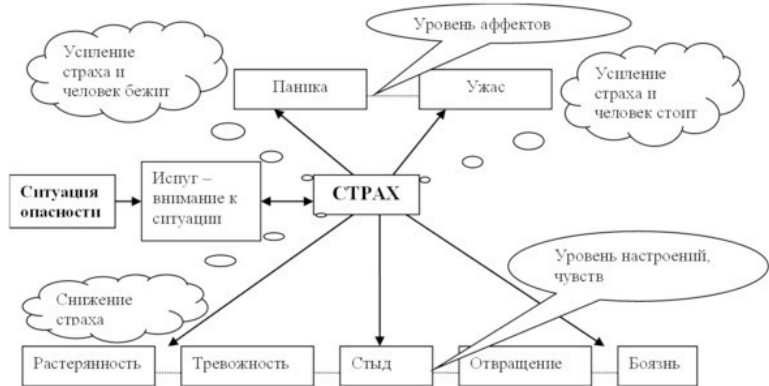 Уровень аффектов
Усиление
страха и
человек бежит
Паника
Ужас
Усиление
страха и
человек стоит
Ситуация
опасности
Испуг –
внимание к
ситуации
СТРАХ
Уровень настроений,
чувств
Снижение
страха
Растерянность
Тревожность
Стыд
Отвращение
Боязнь